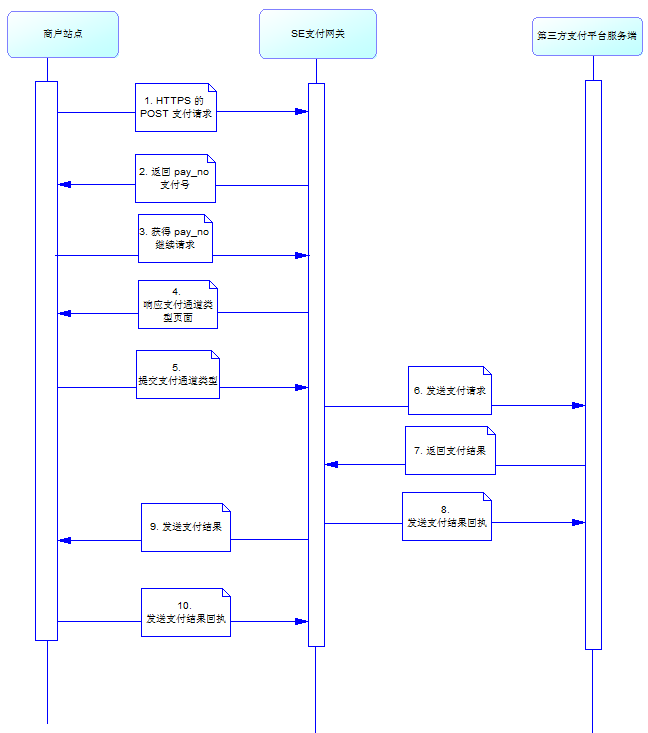 商户站点
SE支付网关
第三方支付平台服务端
1. HTTPS 的
POST 支付请求
2. 返回 pay_no
支付号
3. 获得 pay_no
继续请求
4.
响应支付通道类
型页面
5.
提交支付通道类型
6. 发送支付请求
7. 返回支付结果
8.
发送支付结果回执
9. 发送支付结果
10.
发送支付结果回执